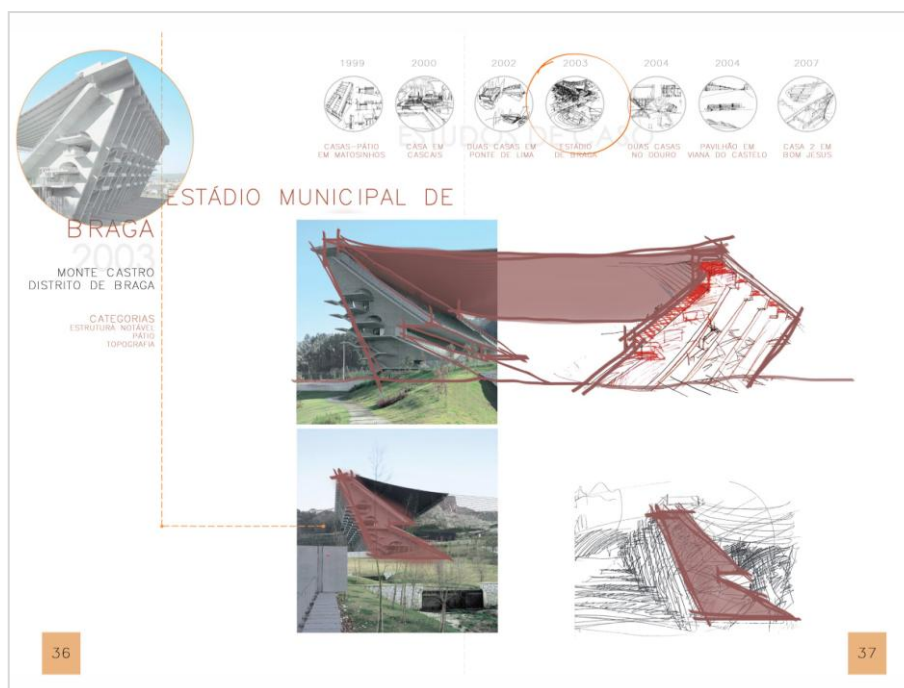 1999
2000
2002
2003
2004
2004
2007
ESTUDOS DE CASO
CASAS-PÁTIO
EM MATOSINHOS
CASA EM
CASCAIS
DUAS CASAS EM
PONTE DE LIMA
ESTÁDIO
DE BRAGA
DUAS CASAS
NO DOURO
PAVILHÃO EM
VIANA DO CASTELO
CASA 2 EM
BOM JESUS
ESTÁDIO MUNICIPAL DE
BRAGA
2003
MONTE CASTRO
DISTRITO DE BRAGA
CATEGORIAS
ESTRUTURA NOTÁVEL
PÁTIO
TOPOGRAFIA
36
37